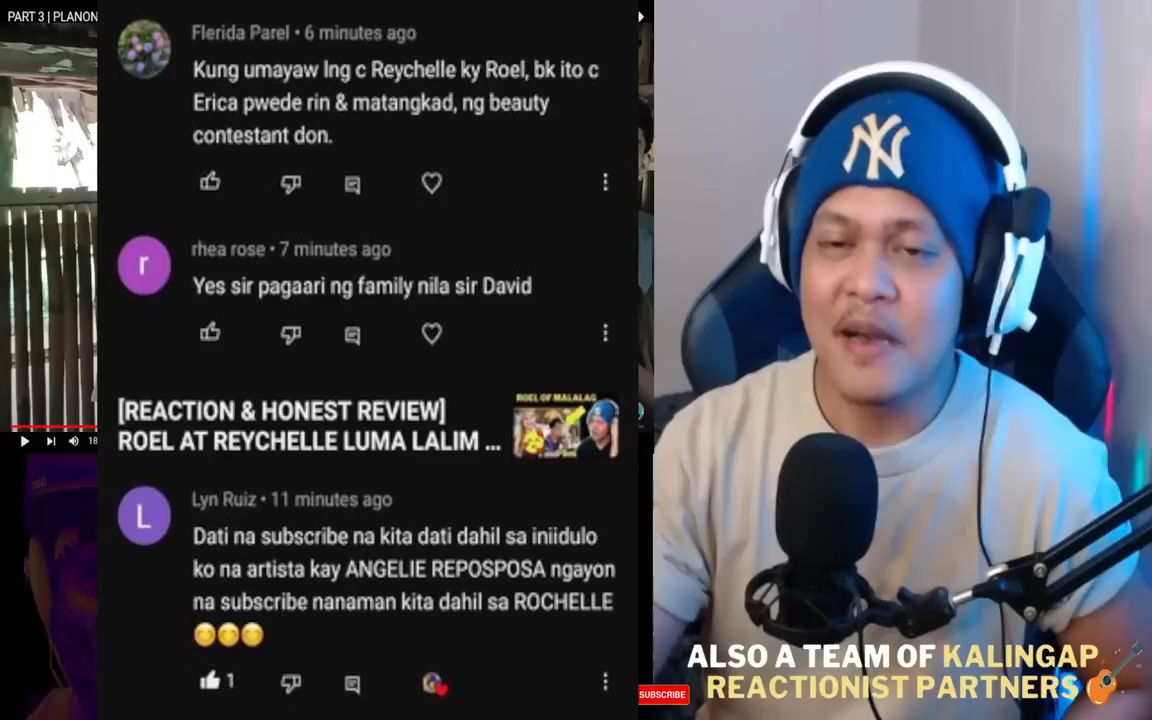 PART 3 | PLANON
Flerida Parel • 6 minutes ago
Kung umayaw lng c Reychelle ky Roel, bk ito c
Erica pwede rin & matangkad, ng beauty
contestant don.
r
rhea rose • 7 minutes ago
Yes sir pagaari ng family nila sir David
[REACTION & HONEST REVIEW]
ROEL AT REYCHELLE LUMA LALIM ...
ROEL OF MALALAG
18
L
Lyn Ruiz • 11 minutes ago
Dati na subscribe na kita dati dahil sa iniidulo
ko na artista kay ANGELIE REPOSPOSA ngayon
na subscribe nanaman kita dahil sa ROCHELLE
😊😊😊
1
NY
ALSO A TEAM OF KALINGAP
REACTIONIST PARTNERS
SUBSCRIBE